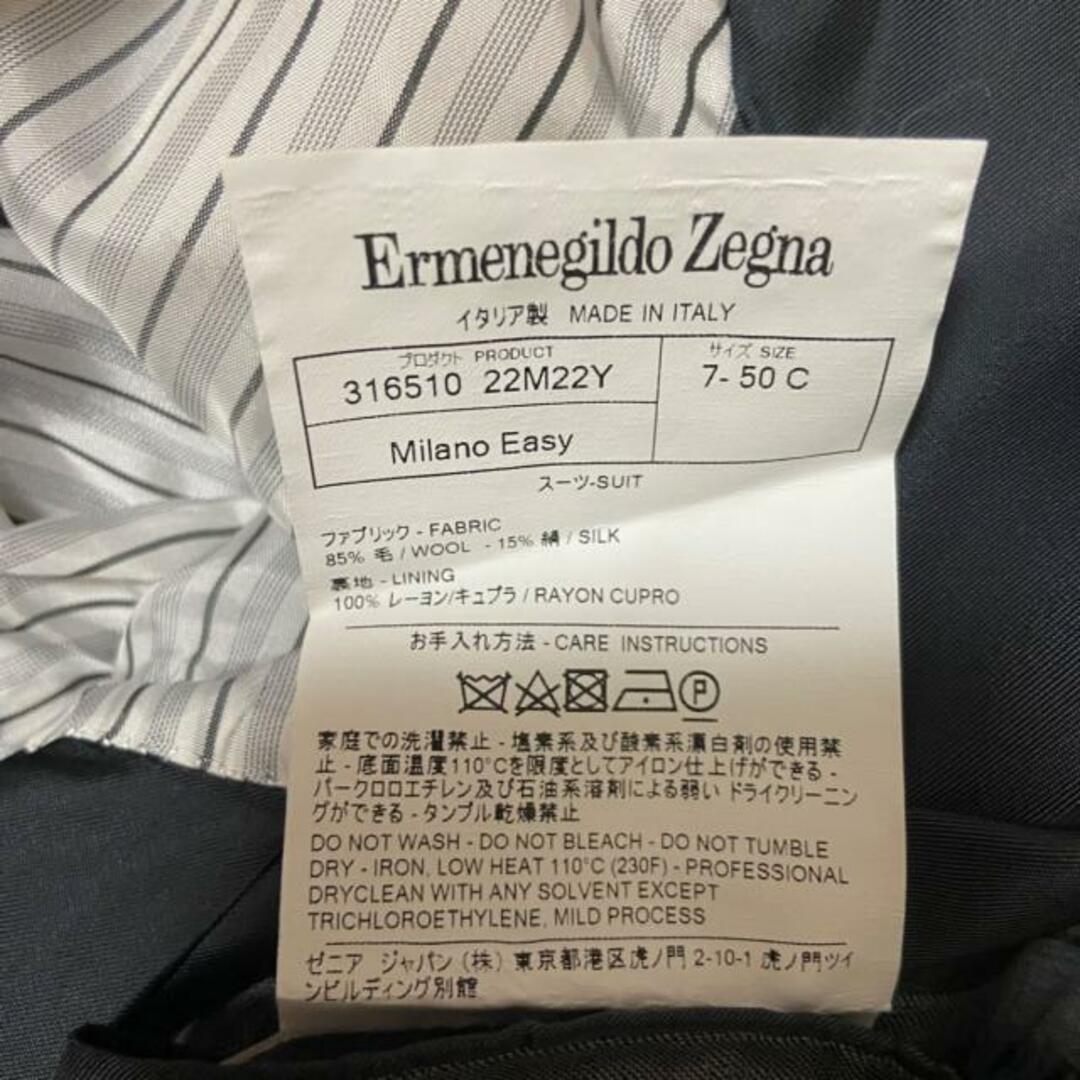 Ermenegildo Zegna
イタリア製 MADE IN ITALY
プロダクト PRODUCT
316510 22M22Y
サイズ SIZE
7- 50 C
Milano Easy
スーツ-SUIT
ファブリック - FABRIC
85% 毛 / WOOL - 15% 絹 / SILK
裏地 - LINING
100% レーヨン/キュプラ / RAYON CUPRO
お手入れ方法 - CARE INSTRUCTIONS
P
家庭での洗濯禁止 - 塩素系及び酸素系漂白剤の使用禁
止 - 底面温度110°Cを限度としてアイロン仕上げができる -
パークロロエチレン及び石油系溶剤による弱い ドライクリーニン
グができる - タンブル乾燥禁止
DO NOT WASH - DO NOT BLEACH - DO NOT TUMBLE
DRY - IRON, LOW HEAT 110°C (230F) - PROFESSIONAL
DRYCLEAN WITH ANY SOLVENT EXCEPT
TRICHLOROETHYLENE, MILD PROCESS
ゼニア ジャパン (株) 東京都港区虎ノ門 2-10-1 虎ノ門ツイ
ンビルディング別館